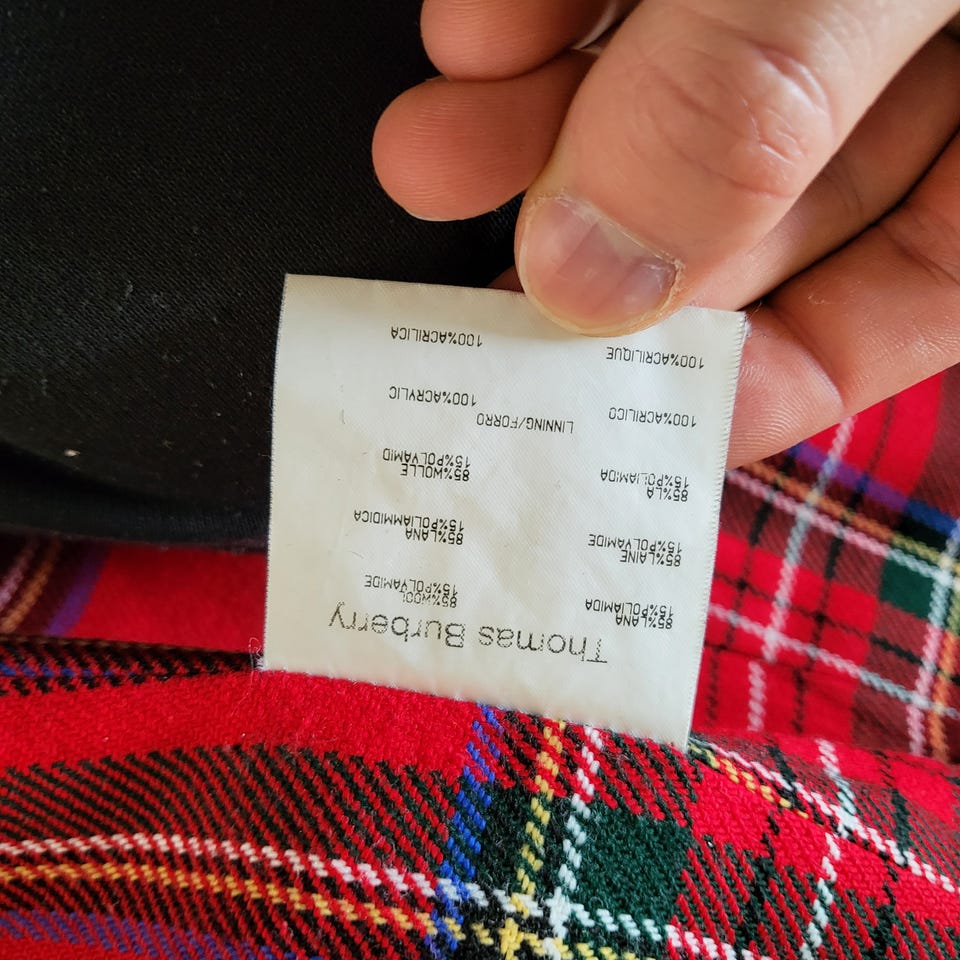 Thomas Burberry
85%LANA 85%WOOL
15%POLIAMIDA 15%POLYAMIDE
85%LAINE 85%LANA
15%POLYAMIDE 15%POLIAMMIDICA
85%LA 85%WOLLE
15%POLIAMIDA 15%POLYAMID
LINNING/FORRO
100%ACRILICO 100%ACRYLIC
100%ACRILIQUE 100%ACRILICA